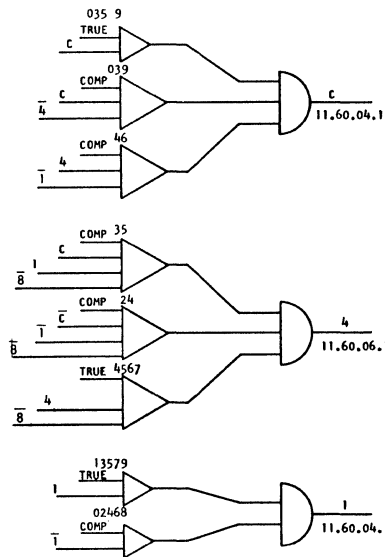 035 9
TRUE
C
C
11.60.04.1
039
COMP
C
4̅
46
COMP
4
1̅
35
COMP
C
1
8̅
24
COMP
C̅
1̅
8̅
4
11.60.06.
4567
TRUE
4
8̅
13579
TRUE
1
1
11.60.04.
02468
COMP
1̅